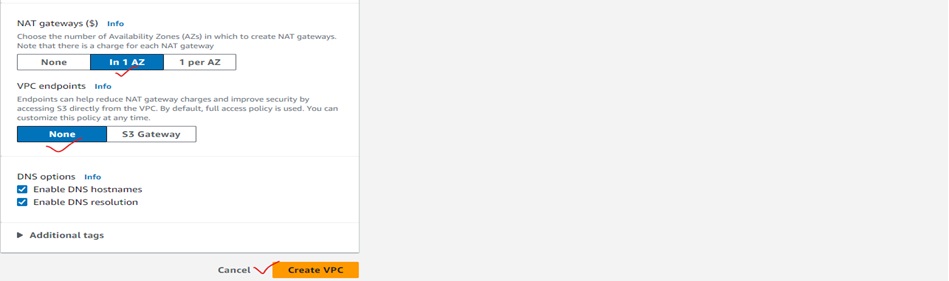 NAT gateways ($) Info
Choose the number of Availability Zones (AZs) in which to create NAT gateways.
Note that there is a charge for each NAT gateway
None In 1 AZ 1 per AZ
VPC endpoints Info
Endpoints can help reduce NAT gateway charges and improve security by
accessing S3 directly from the VPC. By default, full access policy is used. You can
customize this policy at any time.
None S3 Gateway
DNS options Info
Enable DNS hostnames
Enable DNS resolution
Additional tags
Cancel Create VPC